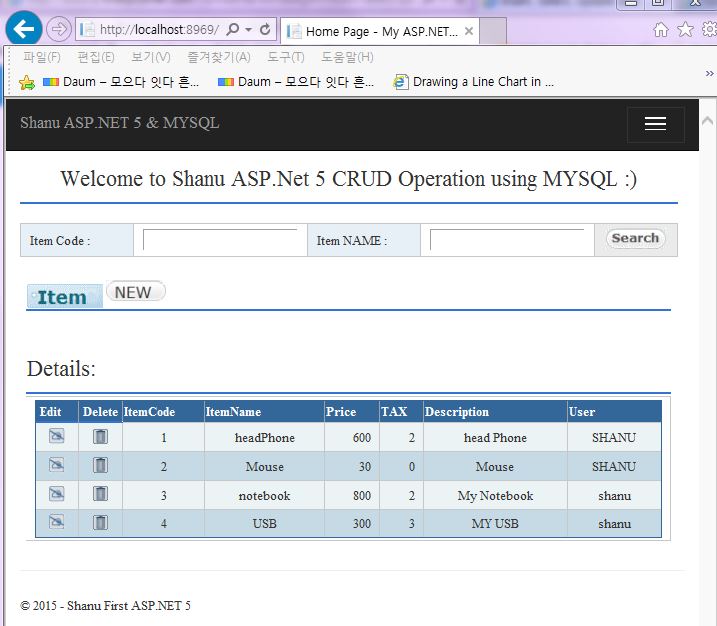 http://localhost:8969/
Home Page - My ASP.NET...
파일(F) 편집(E) 보기(V) 즐겨찾기(A) 도구(T) 도움말(H)
Daum – 모으다 잇다 흔... Daum – 모으다 잇다 흔... Drawing a Line Chart in ...
Shanu ASP.NET 5 & MYSQL
Welcome to Shanu ASP.Net 5 CRUD Operation using MYSQL :)
Item Code : Item NAME : Search
Item NEW
Details:
Edit Delete ItemCode ItemName Price TAX Description User
1 headPhone 600 2 head Phone SHANU
2 Mouse 30 0 Mouse SHANU
3 notebook 800 2 My Notebook shanu
4 USB 300 3 MY USB shanu
© 2015 - Shanu First ASP.NET 5